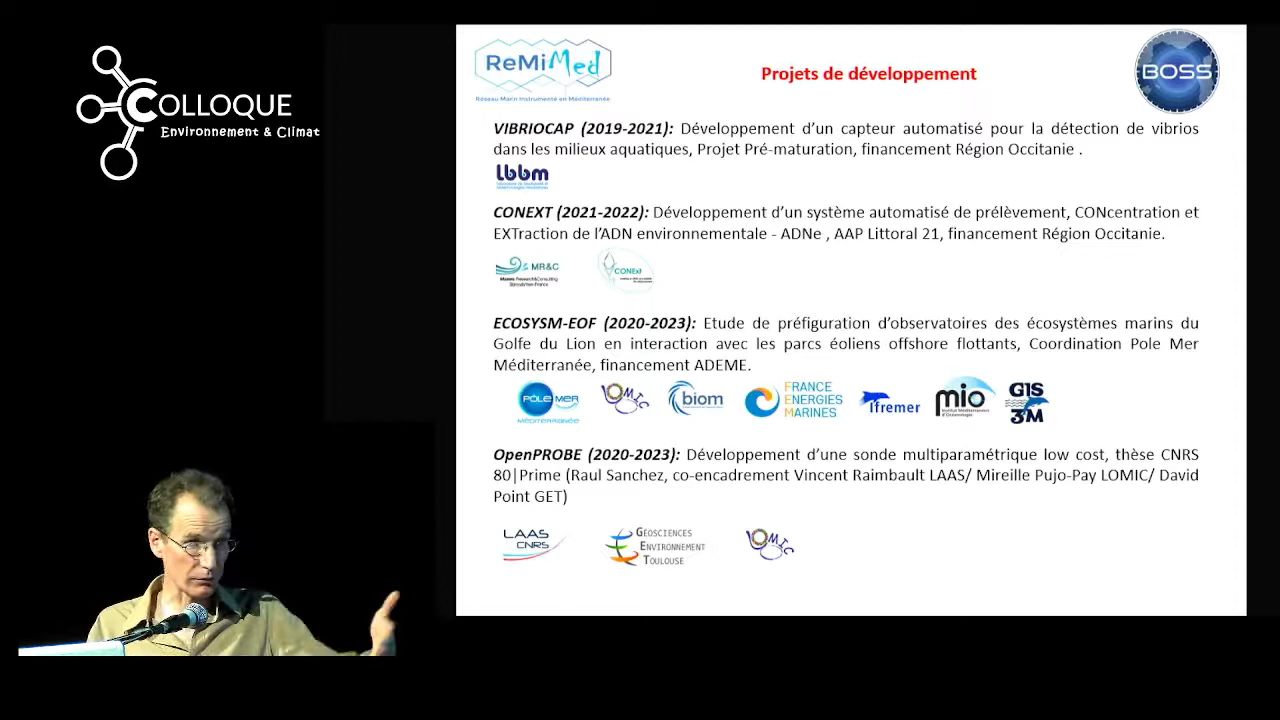 COLLOQUE
Environnement & Climat
ReMiMed
Réseau Marin Instrumenté en Méditerranée.
Projets de développement
BOSS
VIBRIOCAP (2019-2021): Développement d'un capteur automatisé pour la détection de vibrios
dans les milieux aquatiques, Projet Pré-maturation, financement Région Occitanie .
lbbm
CONEXT (2021-2022): Développement d'un système automatisé de prélèvement, CONcentration et
EXTraction de l'ADN environnementale - ADNe , AAP Littoral 21, financement Région Occitanie.
MR&C
CONExt
ECOSYSM-EOF (2020-2023): Etude de préfiguration d'observatoires des écosystèmes marins du
Golfe du Lion en interaction avec les parcs éoliens offshore flottants, Coordination Pole Mer
Méditerranée, financement ADEME.
PÔLE MER
MÉDITERRANÉE
LOMIC
biom
FRANCE
ENERGIES
MARINES
Ifremer
mio
Institut Méditerranéen
d'Océanologie
GIS
3M
OpenPROBE (2020-2023): Développement d'une sonde multiparamétrique low cost, thèse CNRS
80|Prime (Raul Sanchez, co-encadrement Vincent Raimbault LAAS/ Mireille Pujo-Pay LOMIC/ David
Point GET)
LAAS
CNRS
GÉOSCIENCES
ENVIRONNEMENT
TOULOUSE
LOMIC